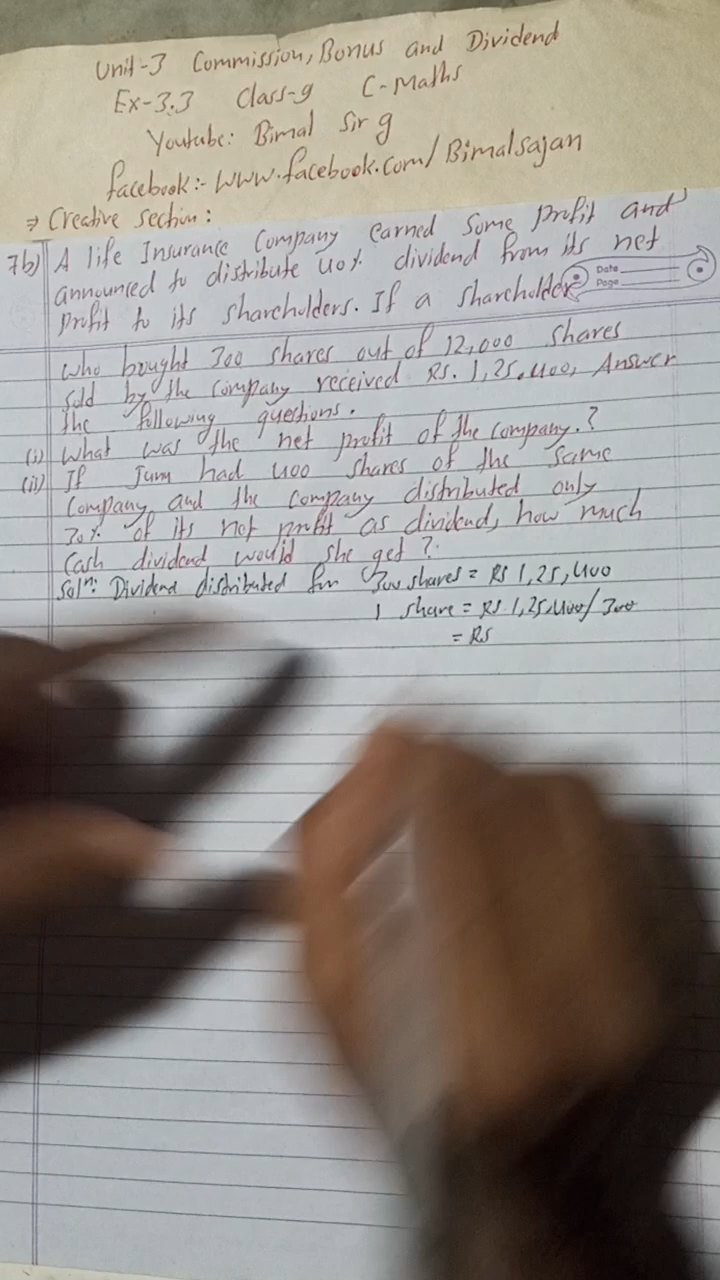 Unit-3 Commission, Bonus and Dividend
Ex-3.3 Class-9 C-Maths
Youtube: Bimal Sir g
facebook:- www.facebook.com/Bimalsajan
⇒ Creative section:
7b) A life Insurance Company earned some profit and
announced to distribute 40% dividend from its net
Date
Page
profit to its shareholders. If a shareholder
who bought 300 shares out of 12,000 shares
sold by the company received Rs. 1,25,400, Answer
the following questions.
(i) What was the net profit of the company.?
(ii) If Jum had 400 shares of the same
Company and the company distributed only
30% of its net profit as dividend, how much
Cash dividend would she get?
Solⁿ: Dividend distributed for 300 shares = RS 1,25,400
1 share = RS. 1,25,400/300
= RS